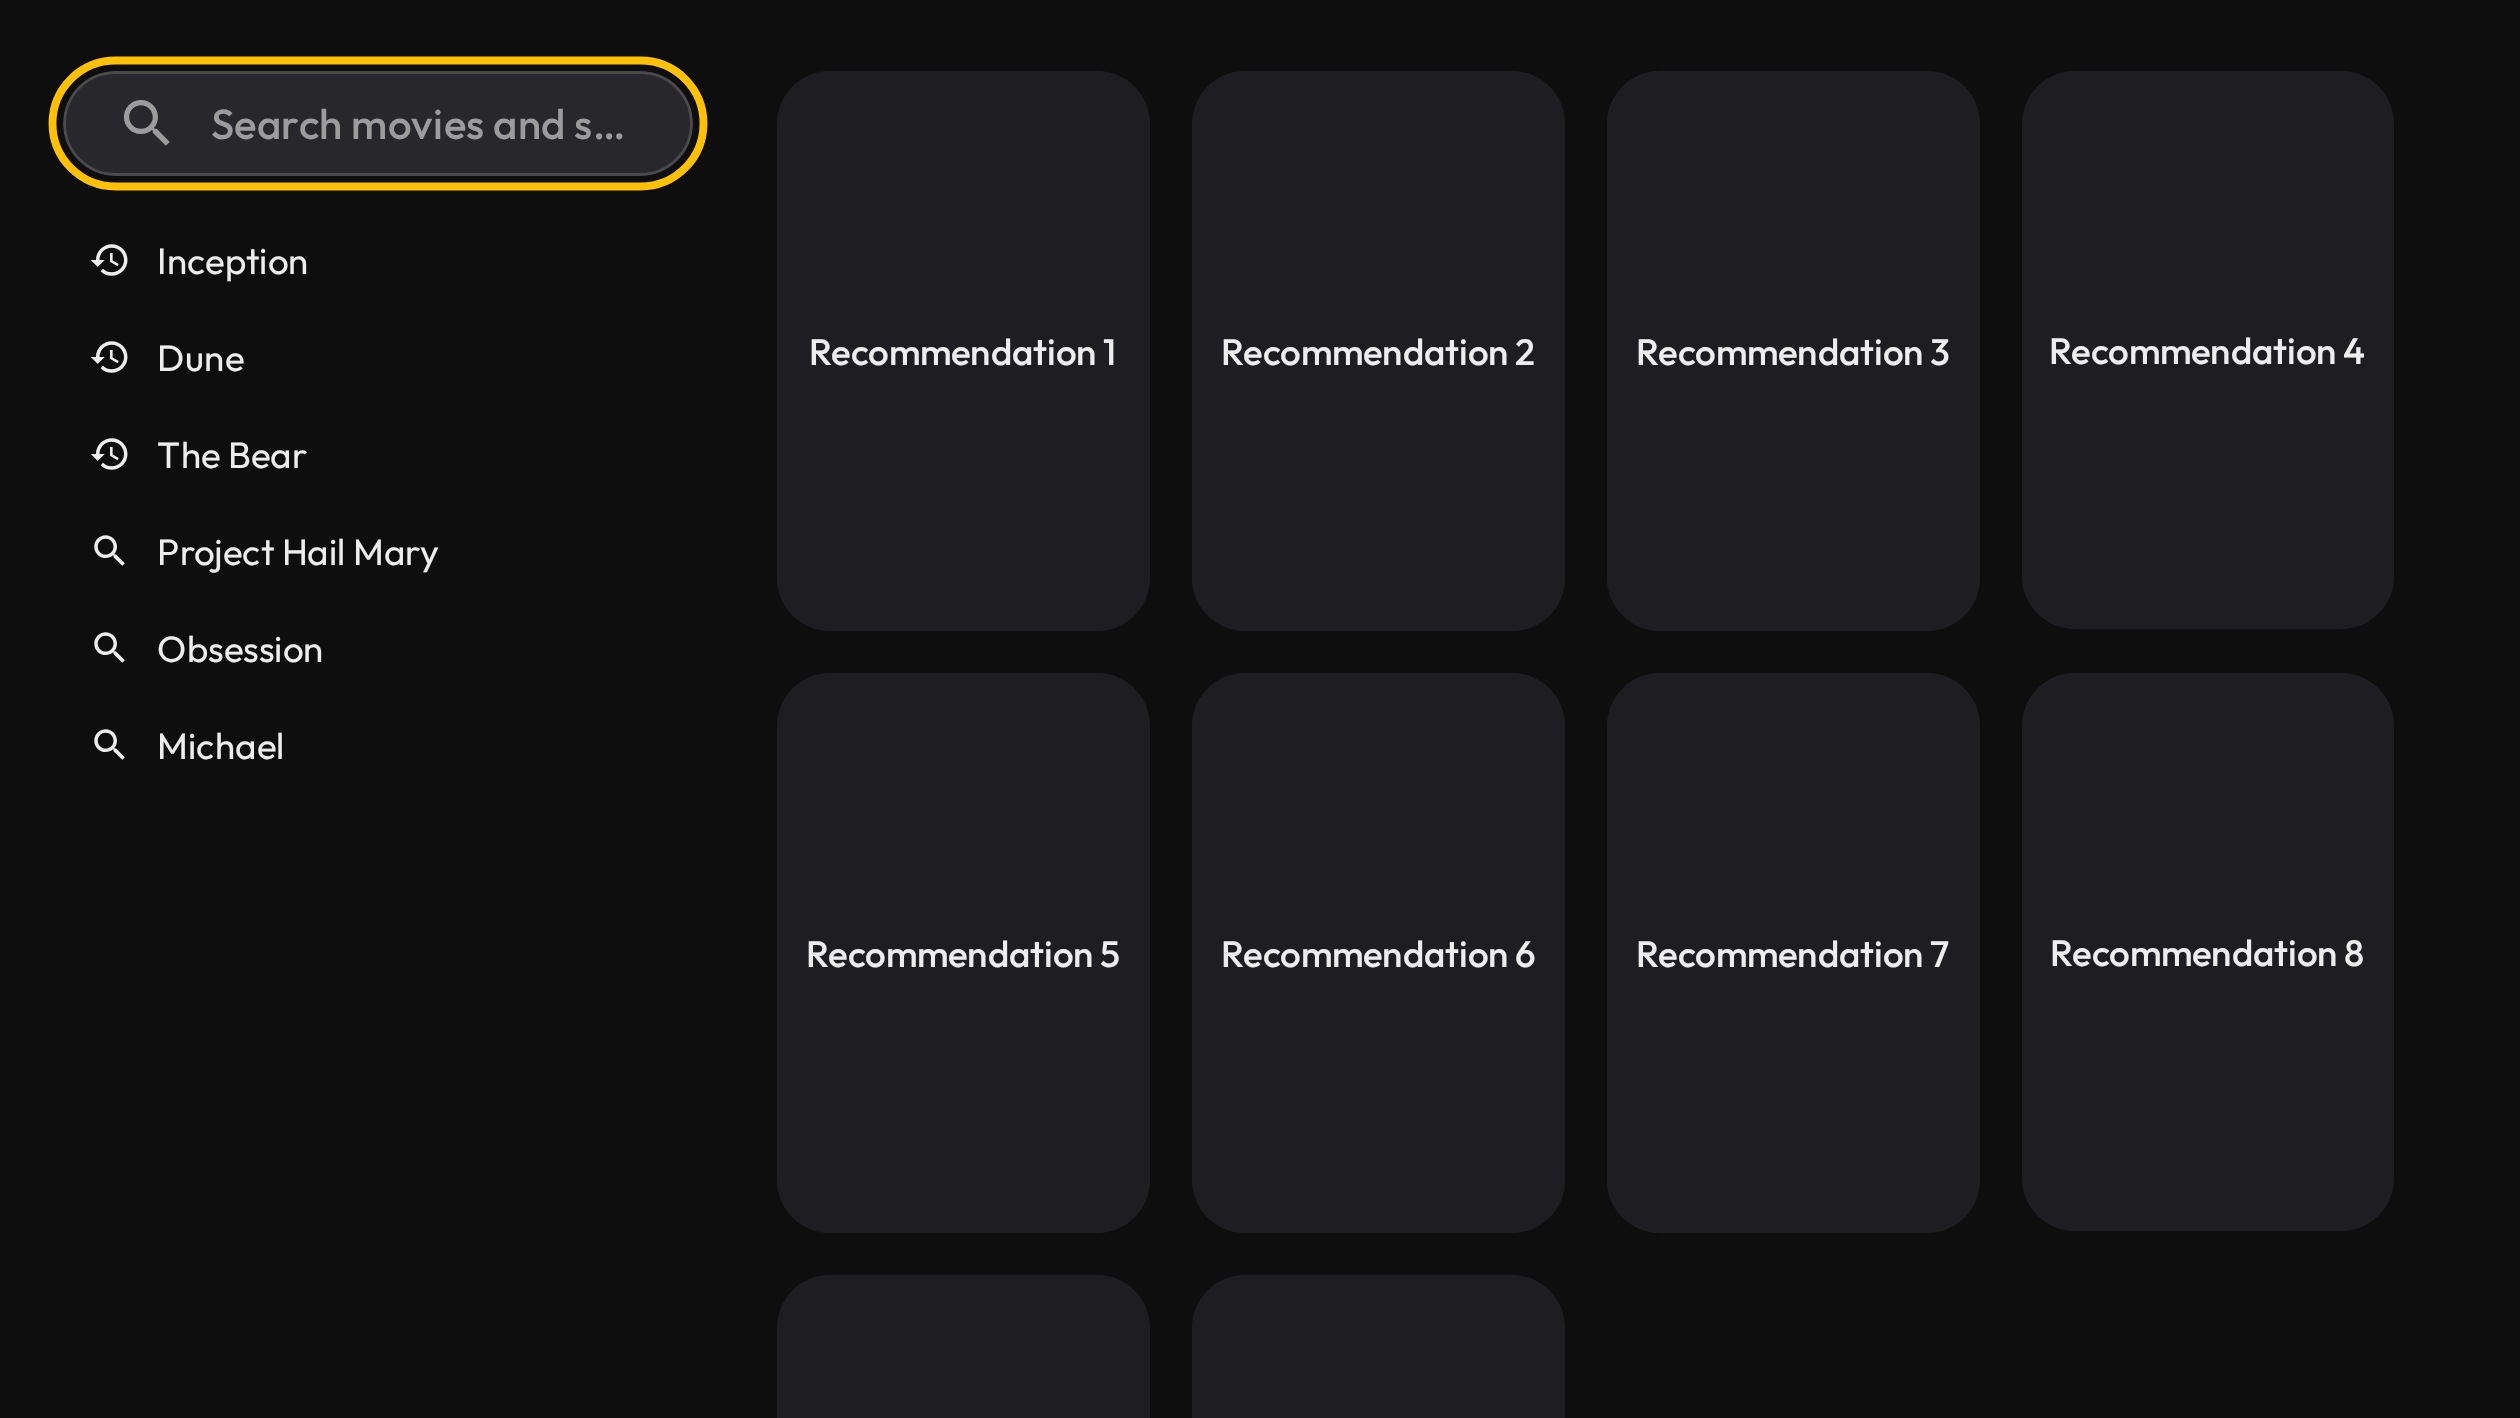 Search movies and s...
Inception
Dune
The Bear
Project Hail Mary
Obsession
Michael
Recommendation 1
Recommendation 2
Recommendation 3
Recommendation 4
Recommendation 5
Recommendation 6
Recommendation 7
Recommendation 8